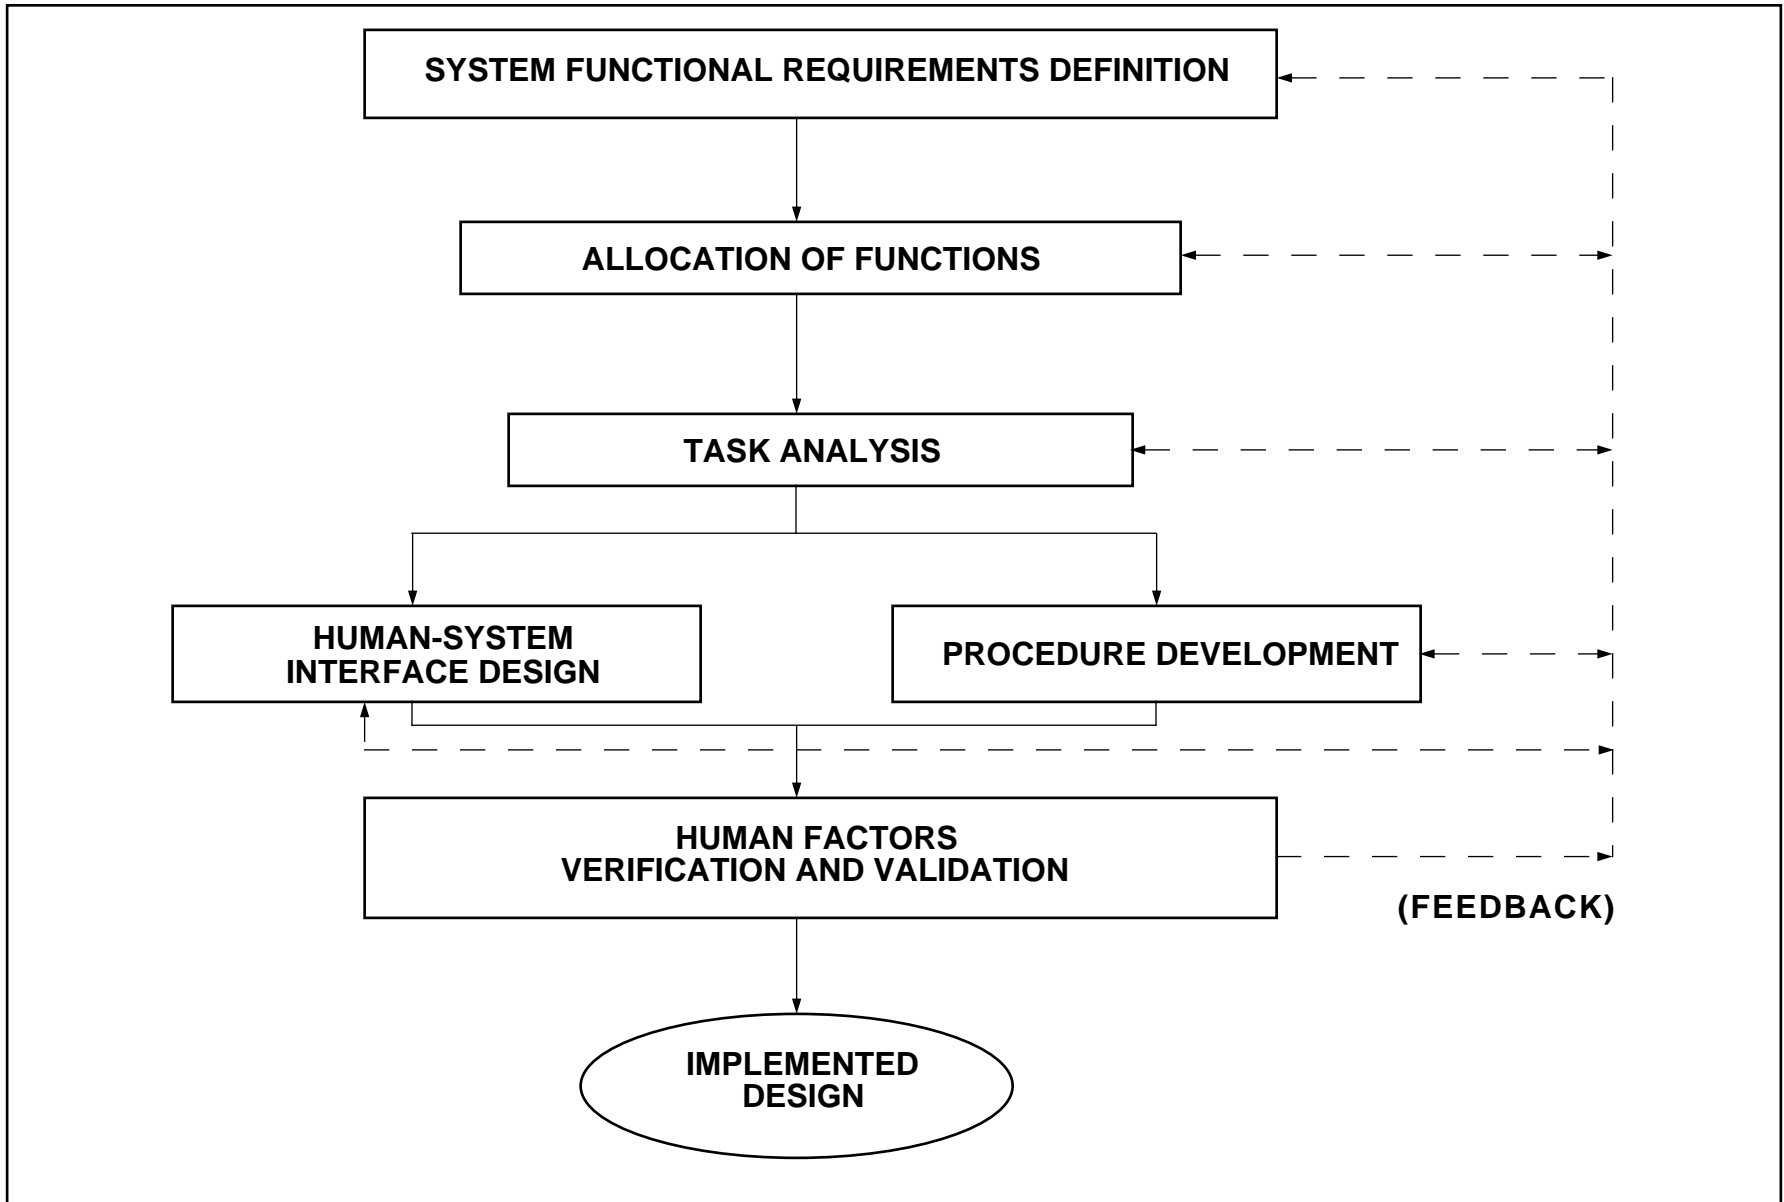 SYSTEM FUNCTIONAL REQUIREMENTS DEFINITION
ALLOCATION OF FUNCTIONS
TASK ANALYSIS
HUMAN-SYSTEM
INTERFACE DESIGN
PROCEDURE DEVELOPMENT
HUMAN FACTORS
VERIFICATION AND VALIDATION
(FEEDBACK)
IMPLEMENTED
DESIGN